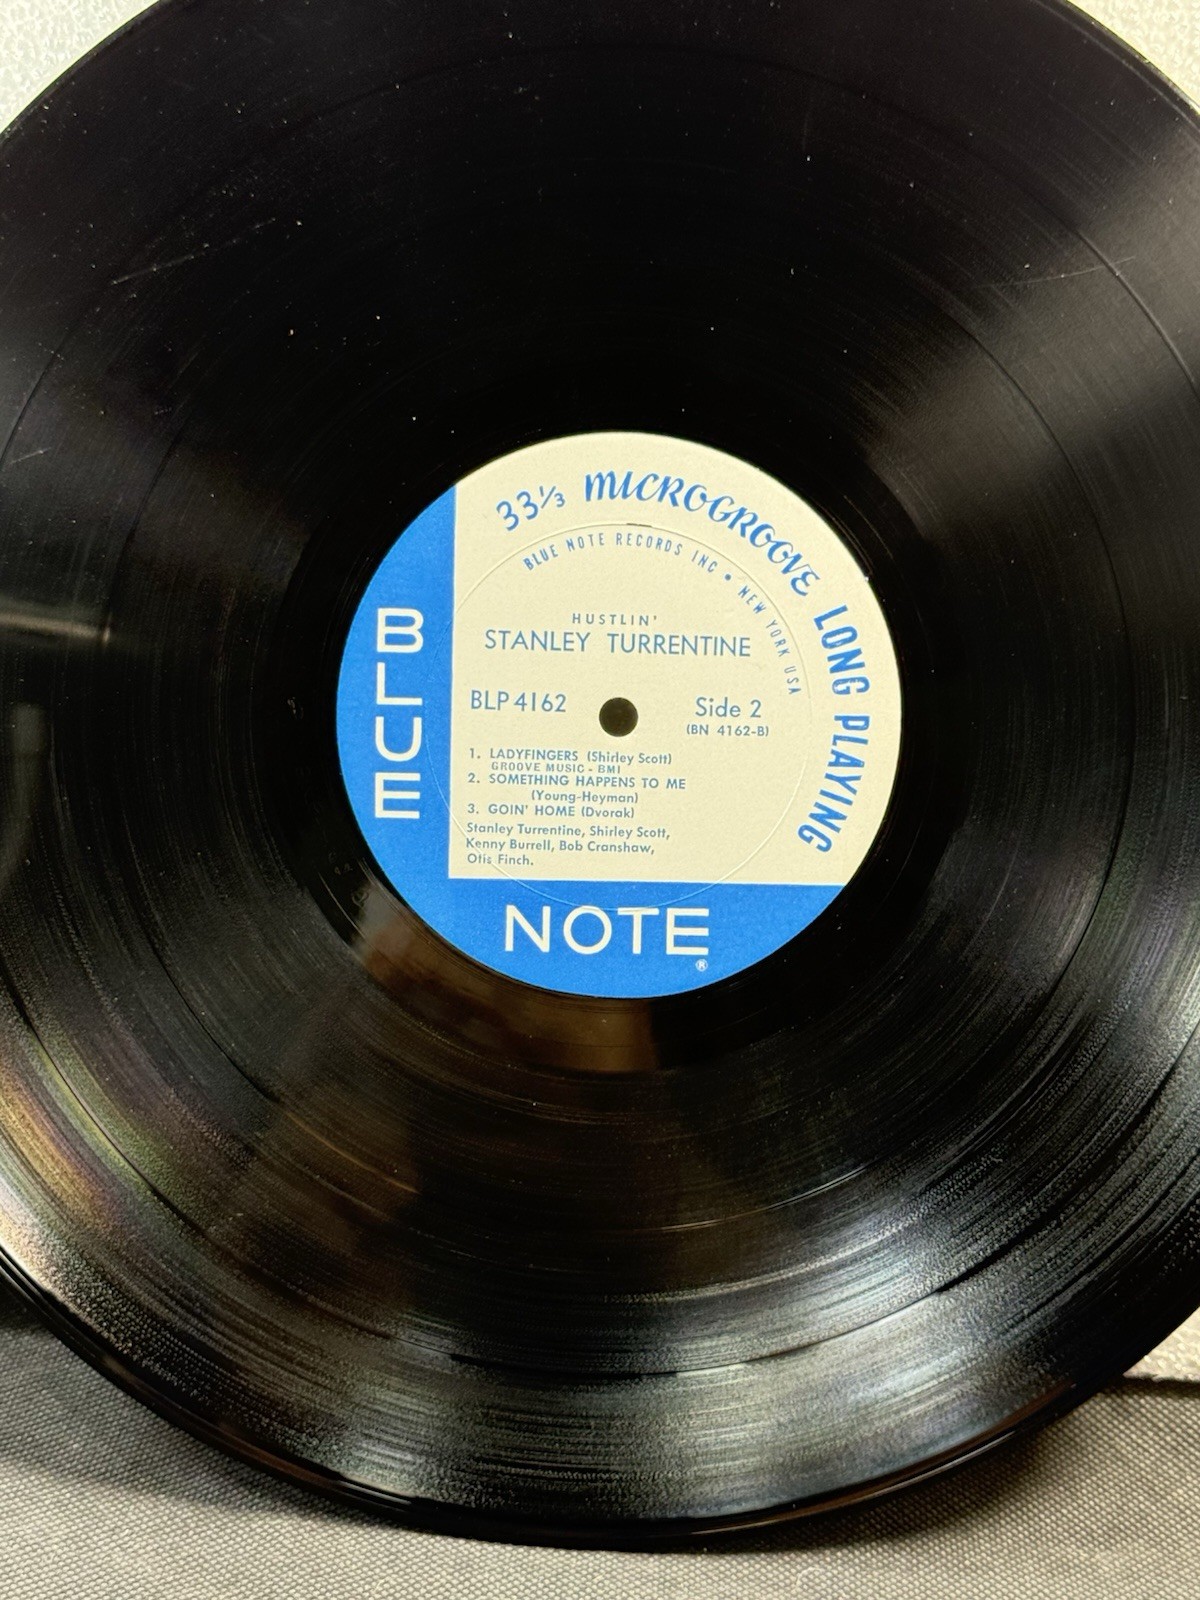 33⅓ MICROGROOVE LONG PLAYING
BLUE NOTE RECORDS INC • NEW YORK USA
HUSTLIN'
STANLEY TURRENTINE
BLP 4162
Side 2
(BN 4162-B)
1. LADYFINGERS (Shirley Scott)
GROOVE MUSIC - BMI
2. SOMETHING HAPPENS TO ME
(Young-Heyman)
3. GOIN' HOME (Dvorak)
Stanley Turrentine, Shirley Scott,
Kenny Burrell, Bob Cranshaw,
Otis Finch.
BLUE
NOTE
®